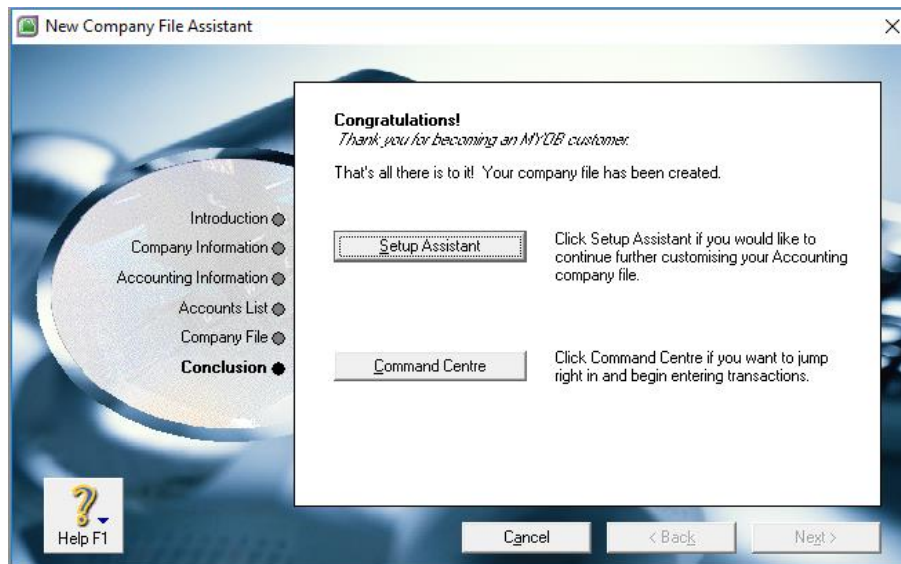 New Company File Assistant
Congratulations!
Thank you for becoming an MYOB customer.
That's all there is to it! Your company file has been created.
Introduction
Company Information
Accounting Information
Accounts List
Company File
Conclusion
Setup Assistant
Click Setup Assistant if you would like to
continue further customising your Accounting
company file.
Command Centre
Click Command Centre if you want to jump
right in and begin entering transactions.
Help F1
Cancel
< Back
Next >